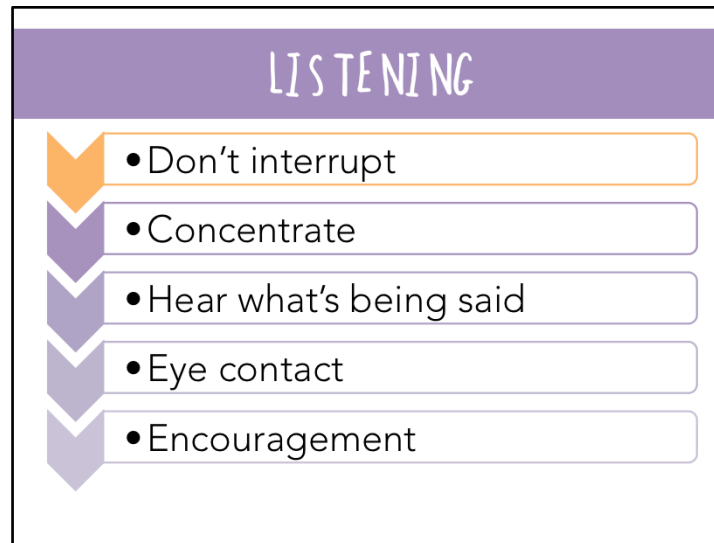 LISTENING
•Don’t interrupt
•Concentrate
•Hear what’s being said
•Eye contact
•Encouragement